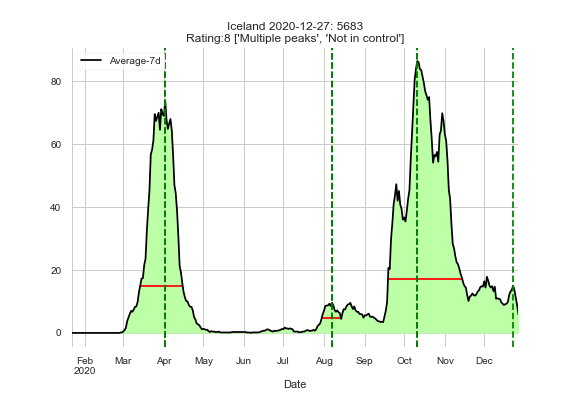 Iceland 2020-12-27: 5683
Rating:8 ['Multiple peaks', 'Not in control']
Average-7d
80
60
40
20
0
Feb Mar Apr May Jun Jul Aug Sep Oct Nov Dec
2020
Date